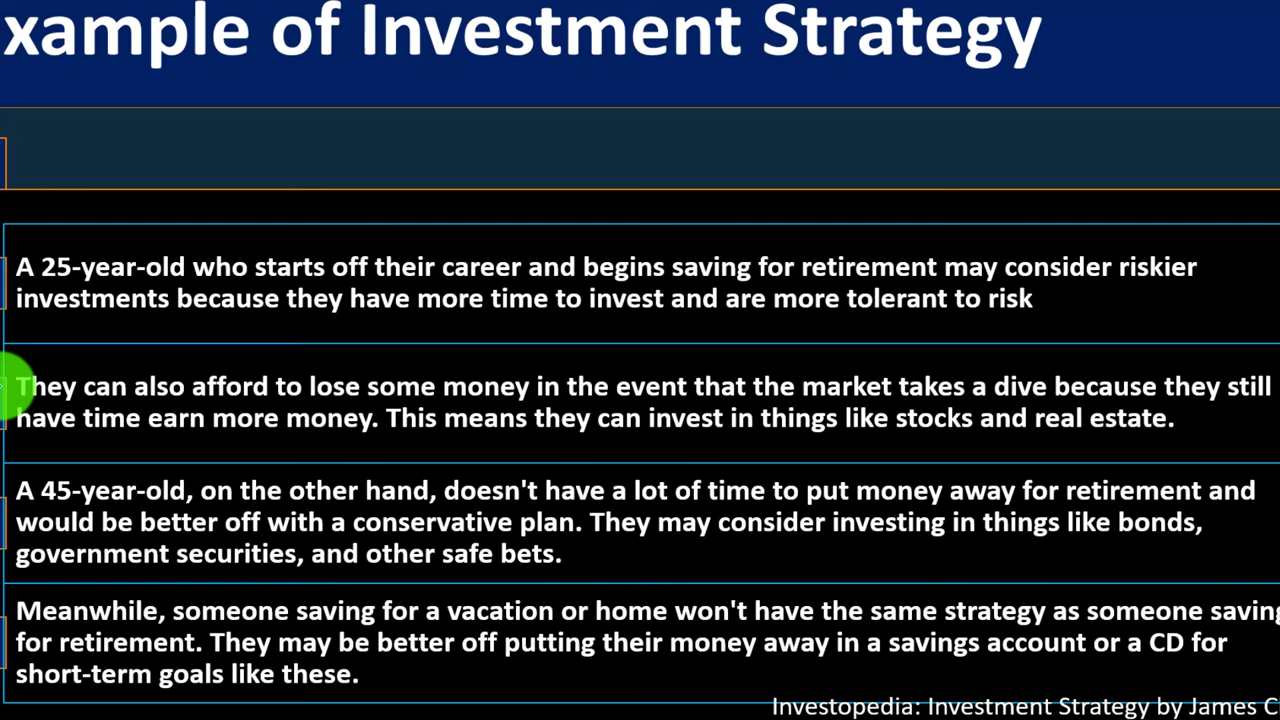 xample of Investment Strategy
A 25-year-old who starts off their career and begins saving for retirement may consider riskier
investments because they have more time to invest and are more tolerant to risk
They can also afford to lose some money in the event that the market takes a dive because they still
have time earn more money. This means they can invest in things like stocks and real estate.
A 45-year-old, on the other hand, doesn't have a lot of time to put money away for retirement and
would be better off with a conservative plan. They may consider investing in things like bonds,
government securities, and other safe bets.
Meanwhile, someone saving for a vacation or home won't have the same strategy as someone saving
for retirement. They may be better off putting their money away in a savings account or a CD for
short-term goals like these.
Investopedia: Investment Strategy by James C